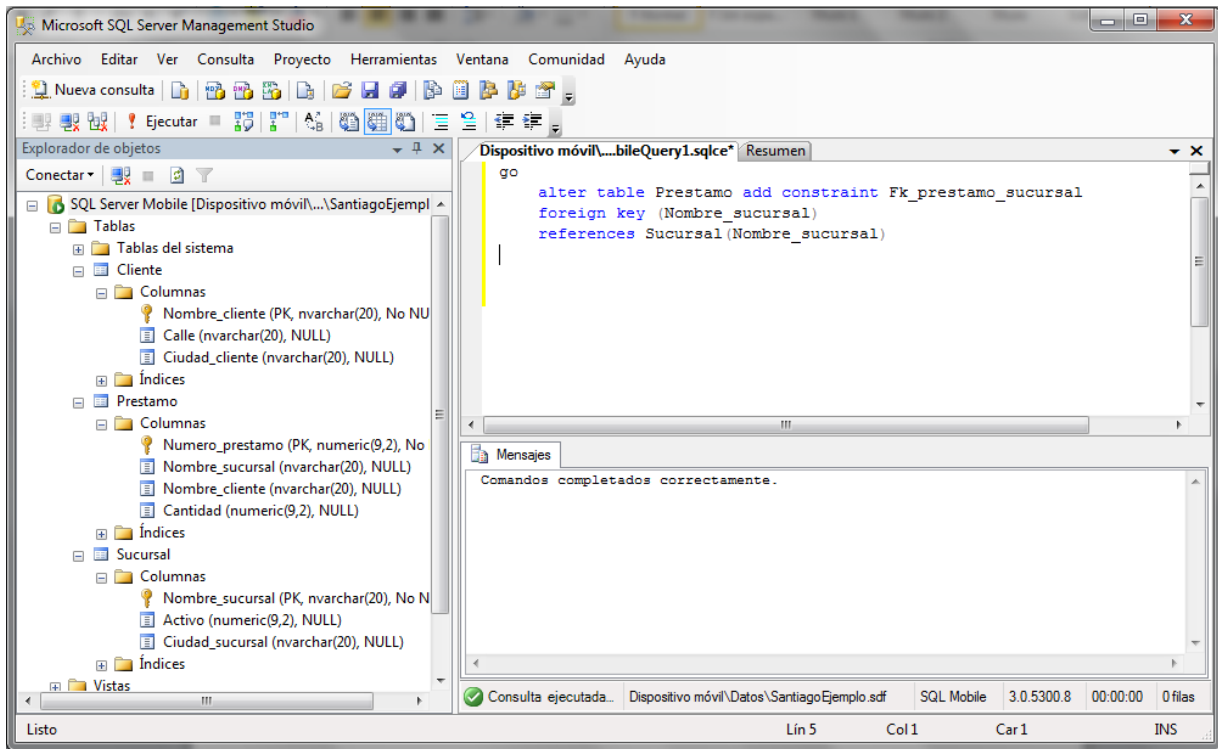 Microsoft SQL Server Management Studio
Archivo Editar Ver Consulta Proyecto Herramientas Ventana Comunidad Ayuda
Nueva consulta
Ejecutar
Explorador de objetos
Conectar
SQL Server Mobile [Dispositivo móvil\...\SantiagoEjempl
Tablas
Tablas del sistema
Cliente
Columnas
Nombre_cliente (PK, nvarchar(20), No NU
Calle (nvarchar(20), NULL)
Ciudad_cliente (nvarchar(20), NULL)
Índices
Prestamo
Columnas
Numero_prestamo (PK, numeric(9,2), No
Nombre_sucursal (nvarchar(20), NULL)
Nombre_cliente (nvarchar(20), NULL)
Cantidad (numeric(9,2), NULL)
Índices
Sucursal
Columnas
Nombre_sucursal (PK, nvarchar(20), No N
Activo (numeric(9,2), NULL)
Ciudad_sucursal (nvarchar(20), NULL)
Índices
Vistas
Dispositivo móvil\....bileQuery1.sqlce* Resumen
go
alter table Prestamo add constraint Fk_prestamo_sucursal
foreign key (Nombre_sucursal)
references Sucursal(Nombre_sucursal)
Mensajes
Comandos completados correctamente.
Consulta ejecutada... Dispositivo móvil\Datos\SantiagoEjemplo.sdf SQL Mobile 3.0.5300.8 00:00:00 0 filas
Listo Lín 5 Col 1 Car 1 INS